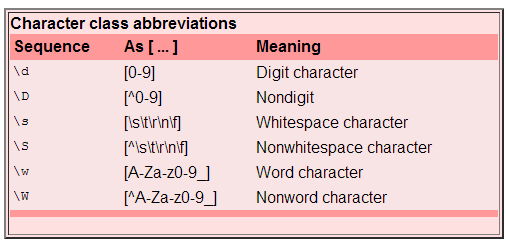 Character class abbreviations
Sequence As [ ... ] Meaning
\d [0-9] Digit character
\D [^0-9] Nondigit
\s [\s\t\r\n\f] Whitespace character
\S [^\s\t\r\n\f] Nonwhitespace character
\w [A-Za-z0-9_] Word character
\W [^A-Za-z0-9_] Nonword character